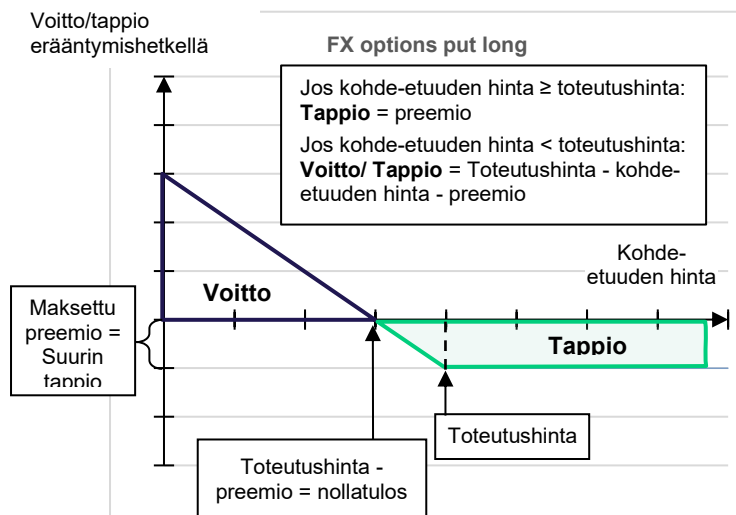 Voitto/tappio
erääntymishetkellä
FX options put long
Jos kohde-etuuden hinta ≥ toteutushinta:
Tappio = preemio
Jos kohde-etuuden hinta < toteutushinta:
Voitto/ Tappio = Toteutushinta - kohde-
etuuden hinta - preemio
Kohde-
etuuden hinta
Voitto
Maksettu
preemio =
Suurin
tappio
Tappio
Toteutushinta
Toteutushinta -
preemio = nollatulos